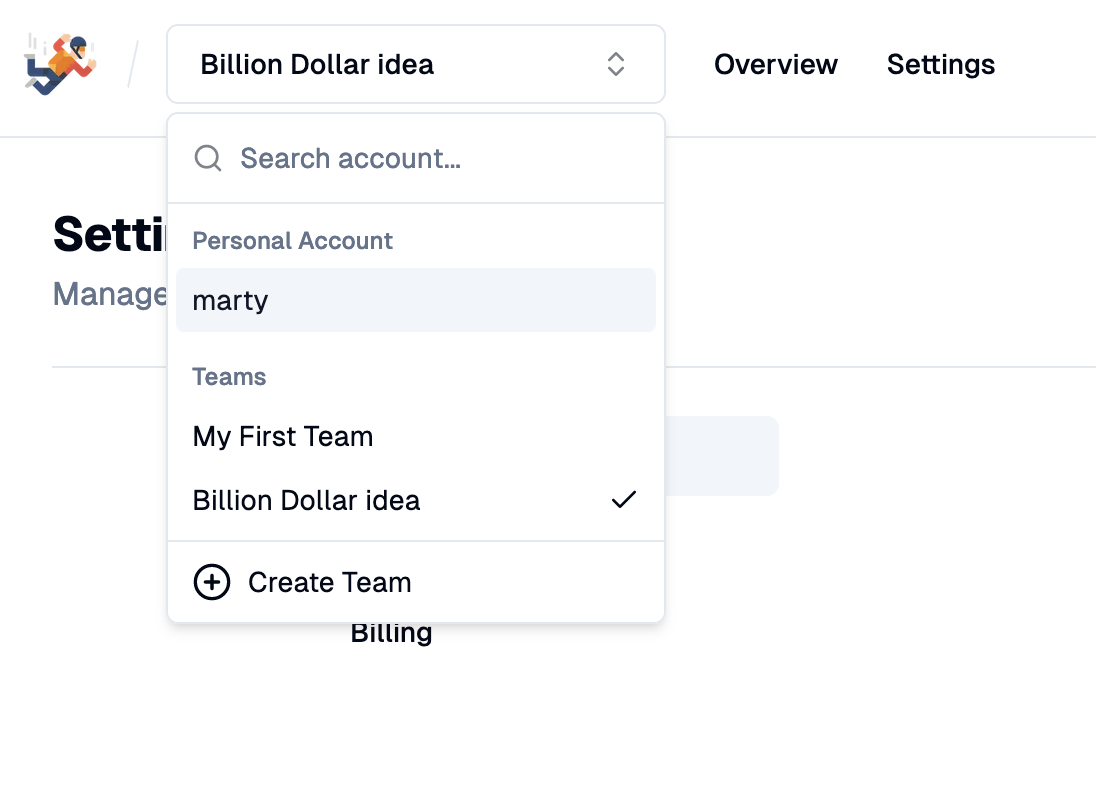 Billion Dollar idea
Overview
Settings
Search account...
Personal Account
marty
Teams
My First Team
Billion Dollar idea
Create Team
Manage
Billing